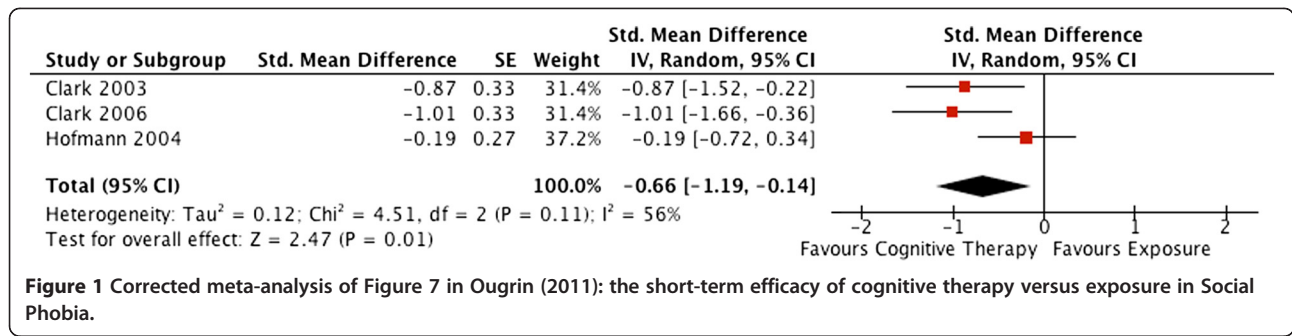 Std. Mean Difference Std. Mean Difference
Study or Subgroup Std. Mean Difference SE Weight IV, Random, 95% CI IV, Random, 95% CI
Clark 2003 −0.87 0.33 31.4% −0.87 [−1.52, −0.22]
Clark 2006 −1.01 0.33 31.4% −1.01 [−1.66, −0.36]
Hofmann 2004 −0.19 0.27 37.2% −0.19 [−0.72, 0.34]
Total (95% CI) 100.0% −0.66 [−1.19, −0.14]
Heterogeneity: Tau² = 0.12; Chi² = 4.51, df = 2 (P = 0.11); I² = 56%
Test for overall effect: Z = 2.47 (P = 0.01)
−2 −1 0 1 2
Favours Cognitive Therapy Favours Exposure
Figure 1 Corrected meta-analysis of Figure 7 in Ougrin (2011): the short-term efficacy of cognitive therapy versus exposure in Social
Phobia.